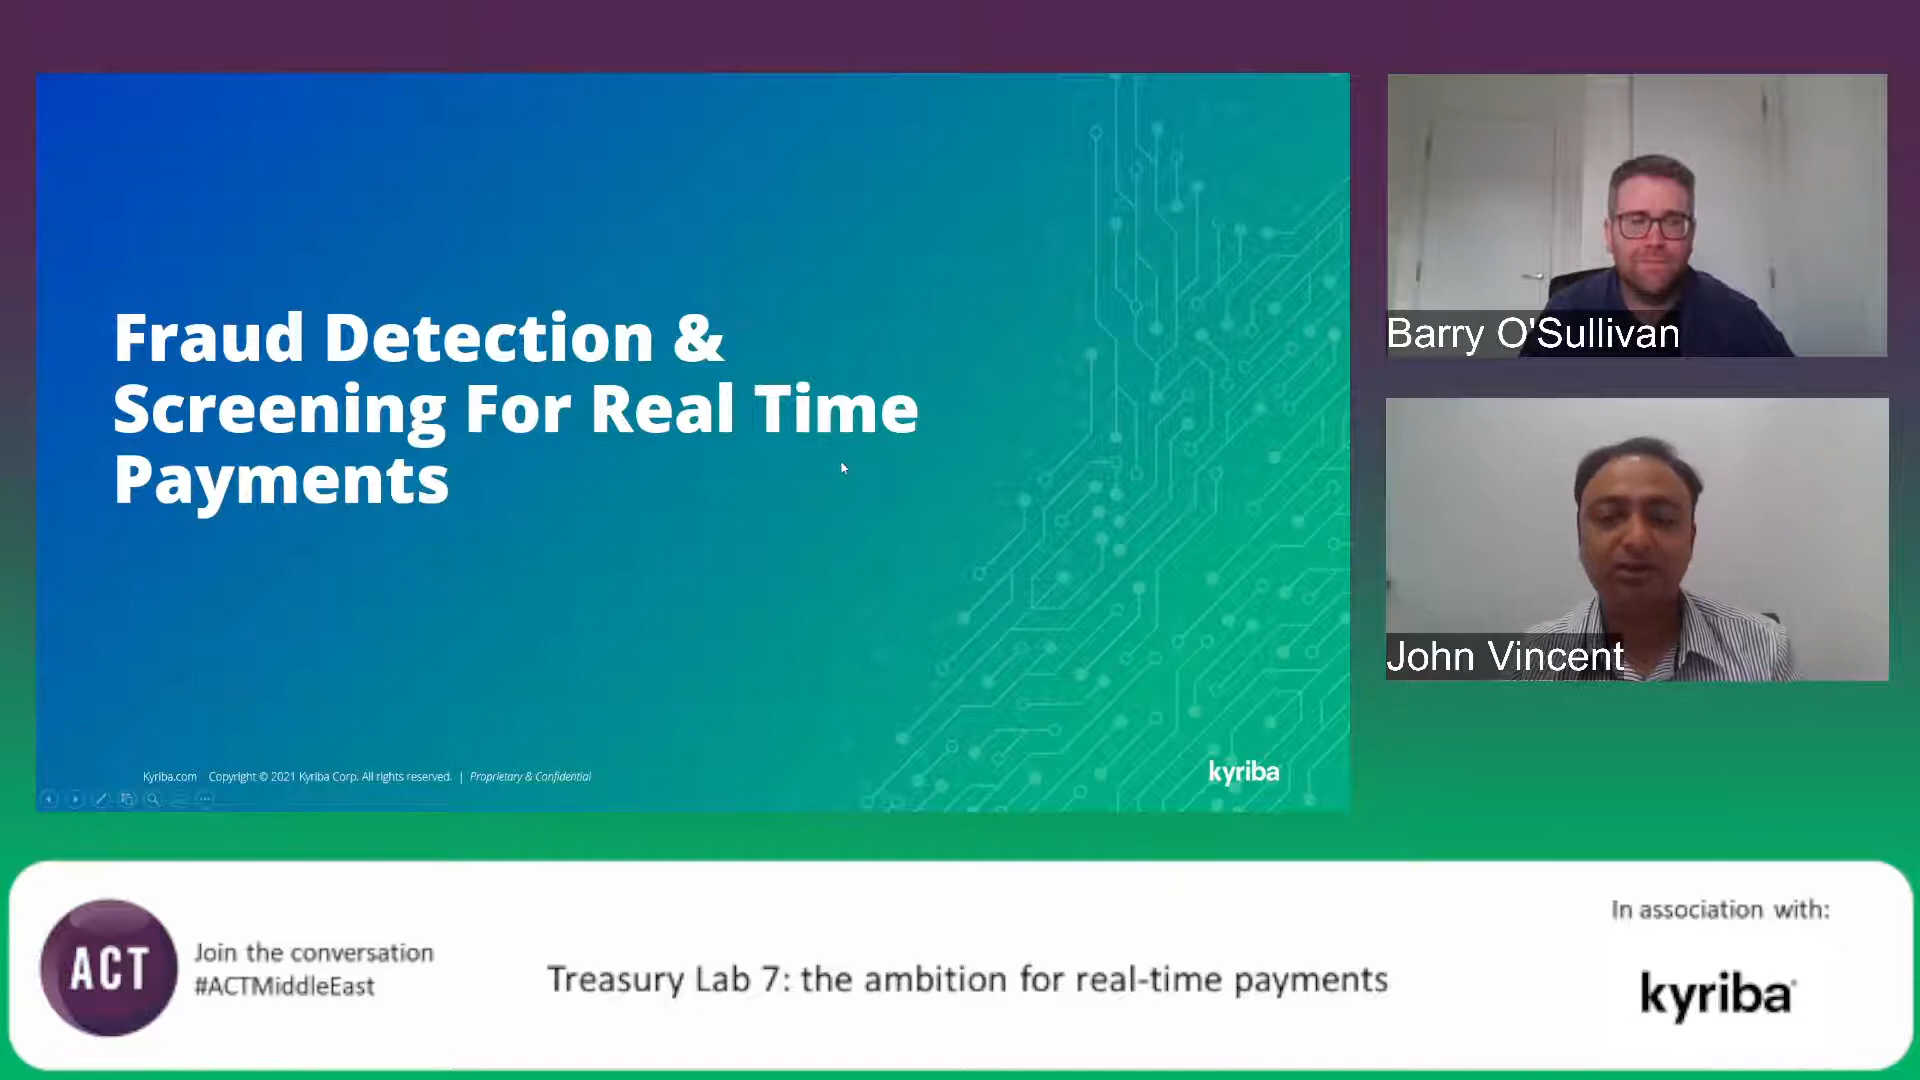 Fraud Detection &
Screening For Real Time
Payments
Kyriba.com Copyright © 2021 Kyriba Corp. All rights reserved. | Proprietary & Confidential
kyriba
Barry O'Sullivan
John Vincent
ACT
Join the conversation
#ACTMiddleEast
Treasury Lab 7: the ambition for real-time payments
In association with:
kyriba